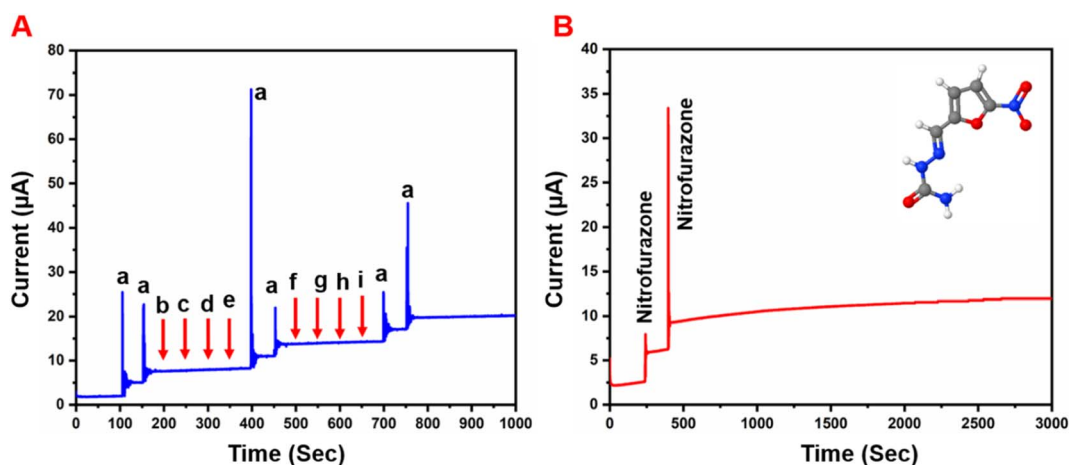 A
Current (µA)
80
70
60
50
40
30
20
10
0
a
a
b
c
d
e
a
a
f
g
h
i
a
a
0 100 200 300 400 500 600 700 800 900 1000
Time (Sec)
B
Current (µA)
40
35
30
25
20
15
10
5
0
Nitrofurazone
Nitrofurazone
0 500 1000 1500 2000 2500 3000
Time (Sec)